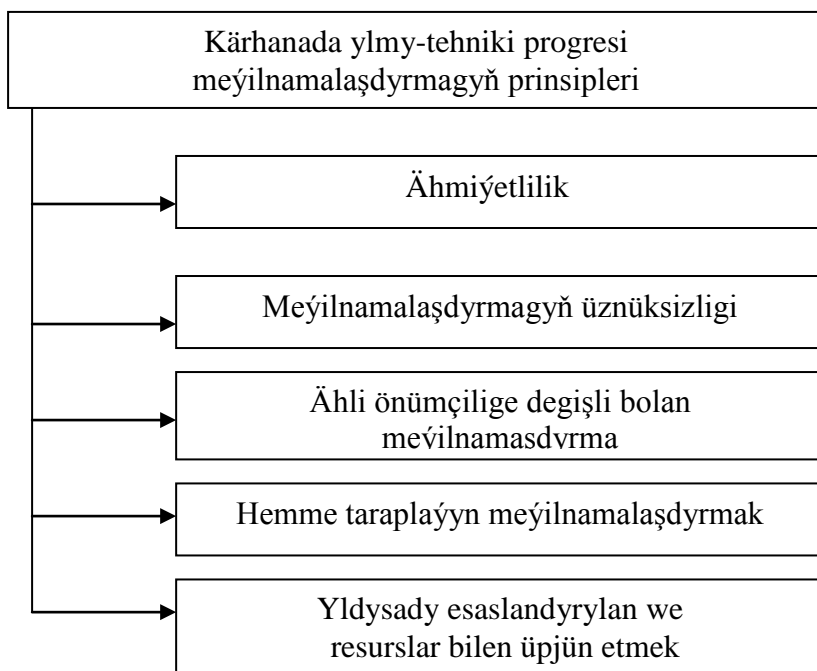 Kärhanada ylmy-tehniki progresi
meýilnamalaşdyrmagyň prinsipleri
Ähmiýetlilik
Meýilnamalaşdyrmagyň üznüksizligi
Ähli önümçilige degişli bolan
meýilnamasdyrma
Hemme taraplaýyn meýilnamalaşdyrmak
Yldysady esaslandyrylan we
resurslar bilen üpjün etmek